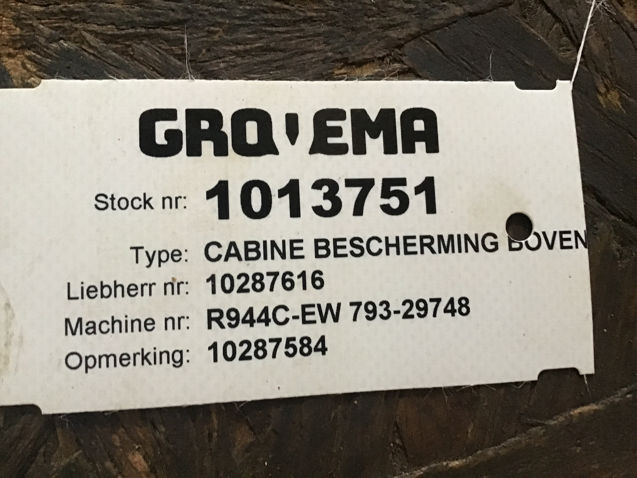 GROVEMA
Stock nr: 1013751
Type: CABINE BESCHERMING BOVEN
Liebherr nr: 10287616
Machine nr: R944C-EW 793-29748
Opmerking: 10287584